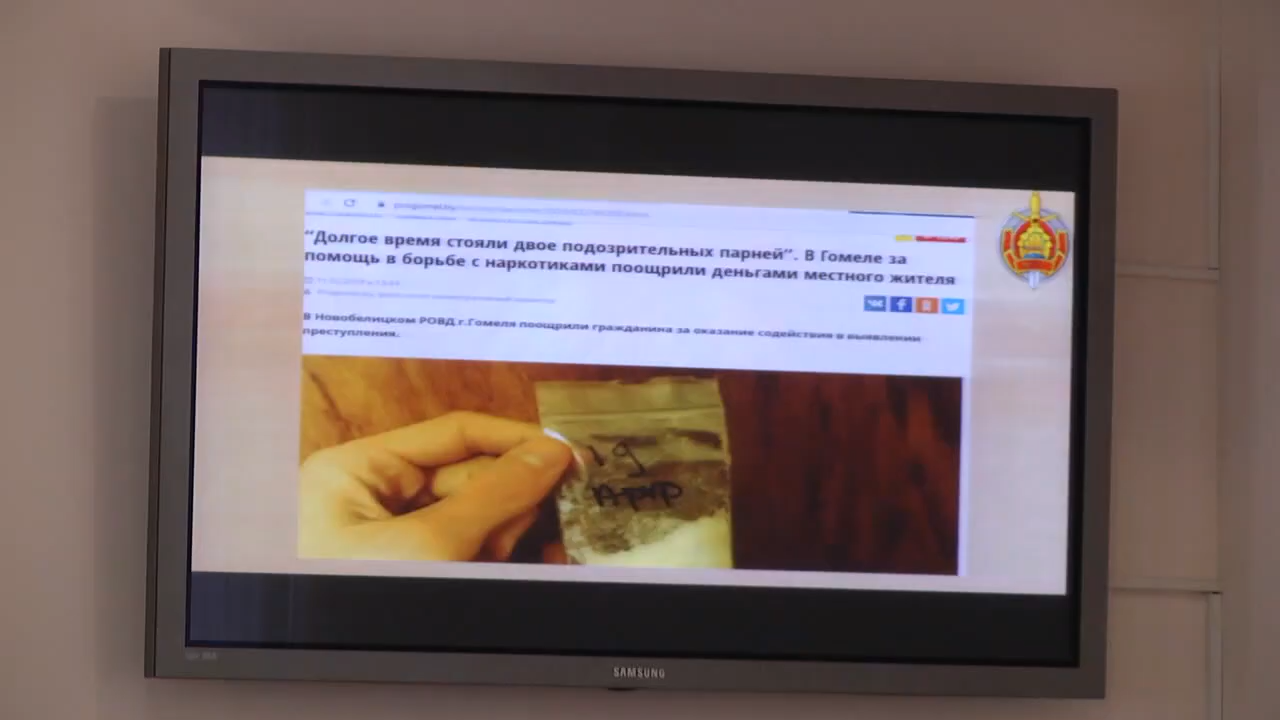 “Долгое время стояли двое подозрительных парней”. В Гомеле за
помощь в борьбе с наркотиками поощрили деньгами местного жителя
В Новобелицком РОВД г.Гомеля поощрили гражданина за оказание содействия в выявлении
преступления.
1g
SAMSUNG